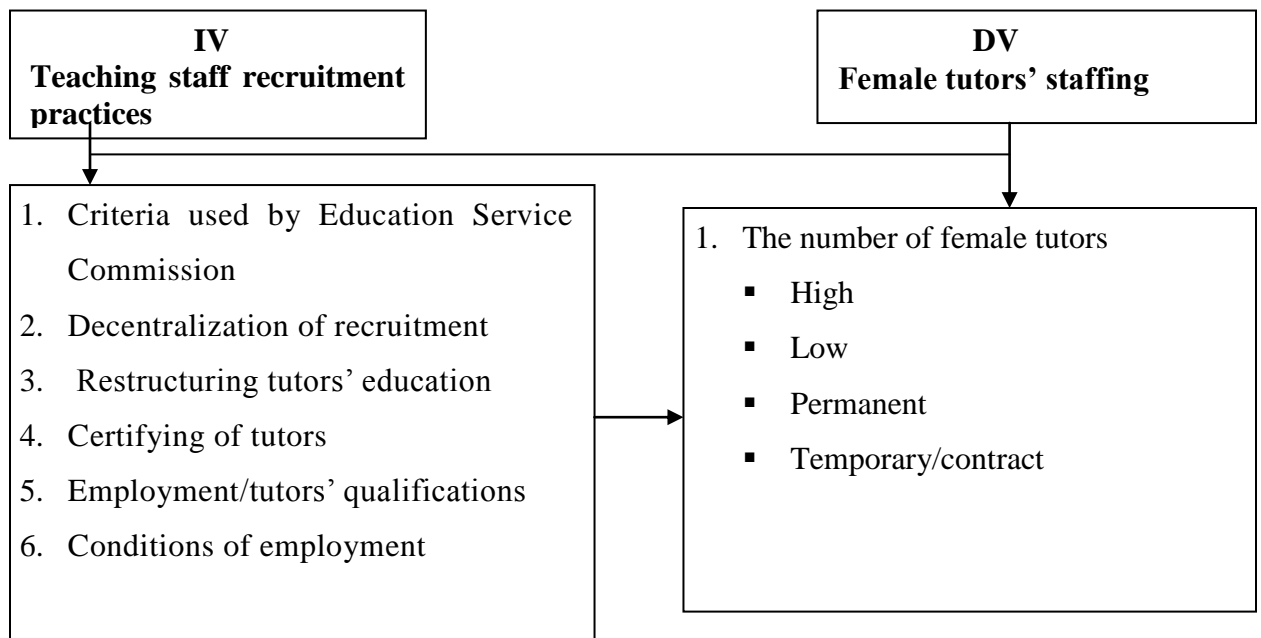 IV
Teaching staff recruitment
practices
DV
Female tutors’ staffing
1. Criteria used by Education Service
Commission
2. Decentralization of recruitment
3. Restructuring tutors’ education
4. Certifying of tutors
5. Employment/tutors’ qualifications
6. Conditions of employment
1. The number of female tutors
▪ High
▪ Low
▪ Permanent
▪ Temporary/contract